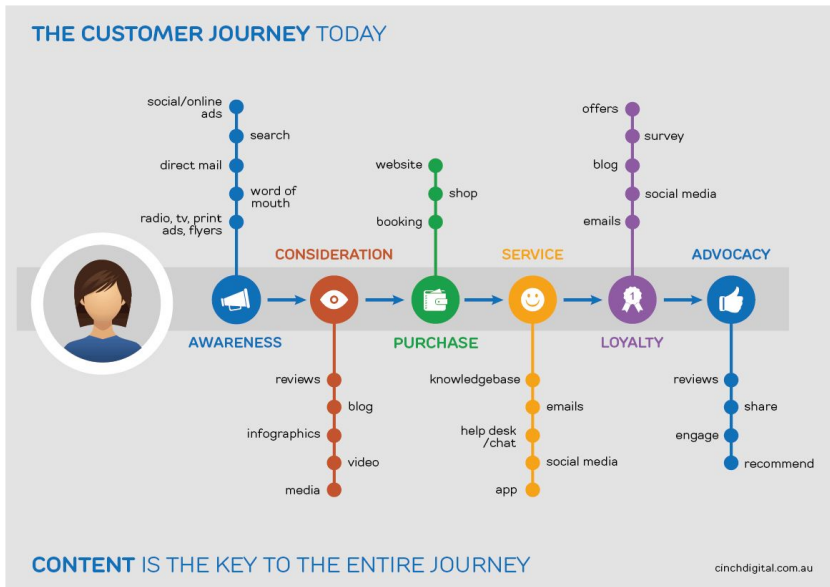 THE CUSTOMER JOURNEY TODAY
social/online
ads
search
direct mail
word of
mouth
radio, tv, print
ads, flyers
AWARENESS
CONSIDERATION
reviews
blog
infographics
video
media
website
shop
booking
PURCHASE
SERVICE
knowledgebase
emails
help desk
/chat
social media
app
offers
survey
blog
social media
emails
1
LOYALTY
ADVOCACY
reviews
share
engage
recommend
CONTENT IS THE KEY TO THE ENTIRE JOURNEY
cinchdigital.com.au